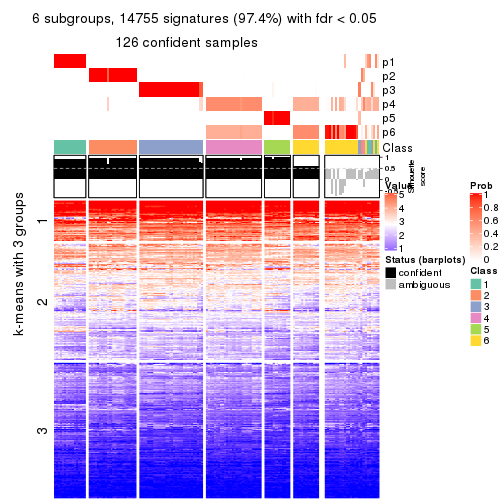 6 subgroups, 14755 signatures (97.4%) with fdr < 0.05
126 confident samples
p1
p2
p3
p4
p5
p6
Class
1
0.5
0
Silhouette
score
k-means with 3 groups
1
2
3
Value
5
4
3
2
1
Status (barplots)
confident
ambiguous
Prob
1
0.8
0.6
0.4
0.2
0
Class
1
2
3
4
5
6